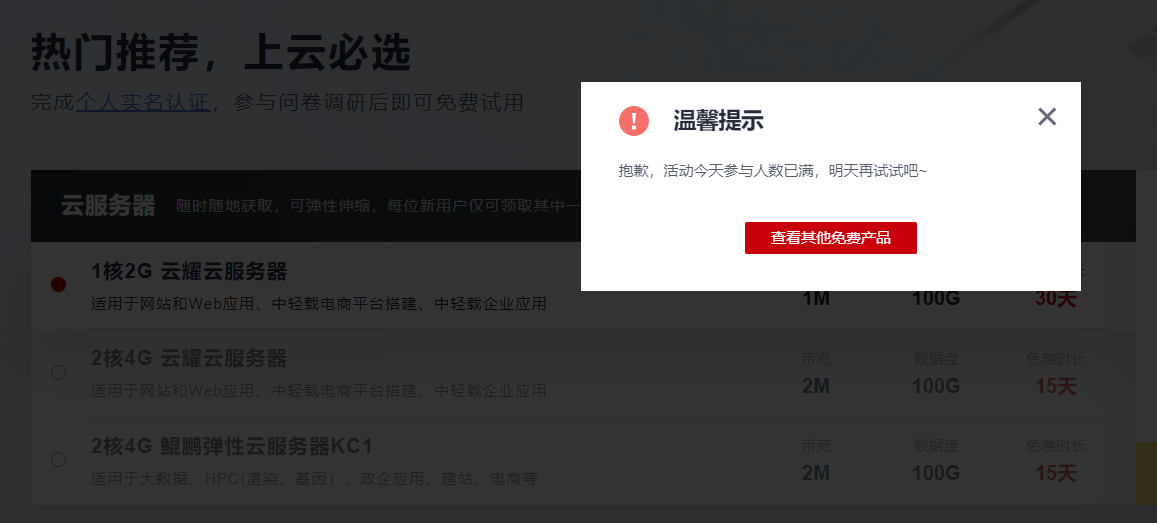 热门推荐，上云必选
完成个人实名认证，参与问卷调研后即可免费试用
温馨提示
抱歉，活动今天参与人数已满，明天再试试吧~
查看其他免费产品
云服务器 随时随地获取，可弹性伸缩，每位新用户仅可领取其中一
1核2G 云耀云服务器
适用于网站和Web应用、中轻载电商平台搭建、中轻载企业应用
1M 100G 30天
2核4G 云耀云服务器 带宽 数据盘 免费时长
适用于网站和Web应用、中轻载电商平台搭建、中轻载企业应用 2M 100G 15天
2核4G 鲲鹏弹性云服务器KC1 带宽 数据盘 免费时长
适用于大数据、HPC(渲染、基因）、政企应用、建站、电商等 2M 100G 15天